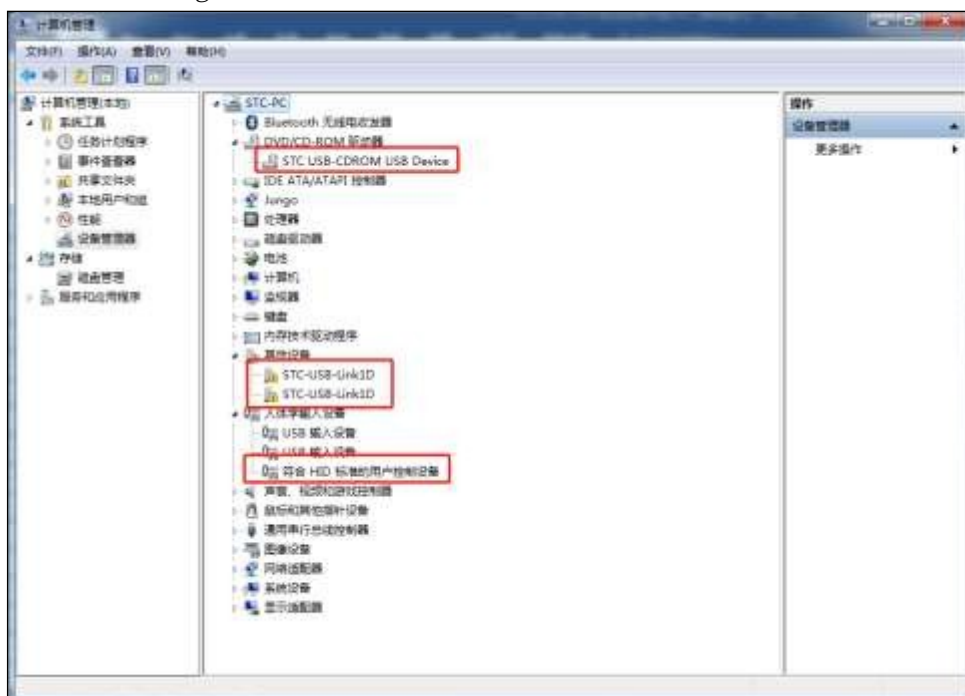 计算机管理
文件(F) 操作(A) 查看(V) 帮助(H)
计算机管理(本地)
系统工具
任务计划程序
事件查看器
共享文件夹
本地用户和组
性能
设备管理器
存储
磁盘管理
服务和应用程序
STC-PC
Bluetooth 无线电收发器
DVD/CD-ROM 驱动器
STC USB-CDROM USB Device
IDE ATA/ATAPI 控制器
Jungo
处理器
磁盘驱动器
电池
计算机
监视器
键盘
内存技术驱动程序
其他设备
STC-USB-Link1D
STC-USB-Link1D
人体学输入设备
USB 输入设备
USB 输入设备
符合 HID 标准的用户控制设备
声音、视频和游戏控制器
鼠标和其他指针设备
通用串行总线控制器
图像设备
网络适配器
系统设备
显示适配器
操作
设备管理器
更多操作